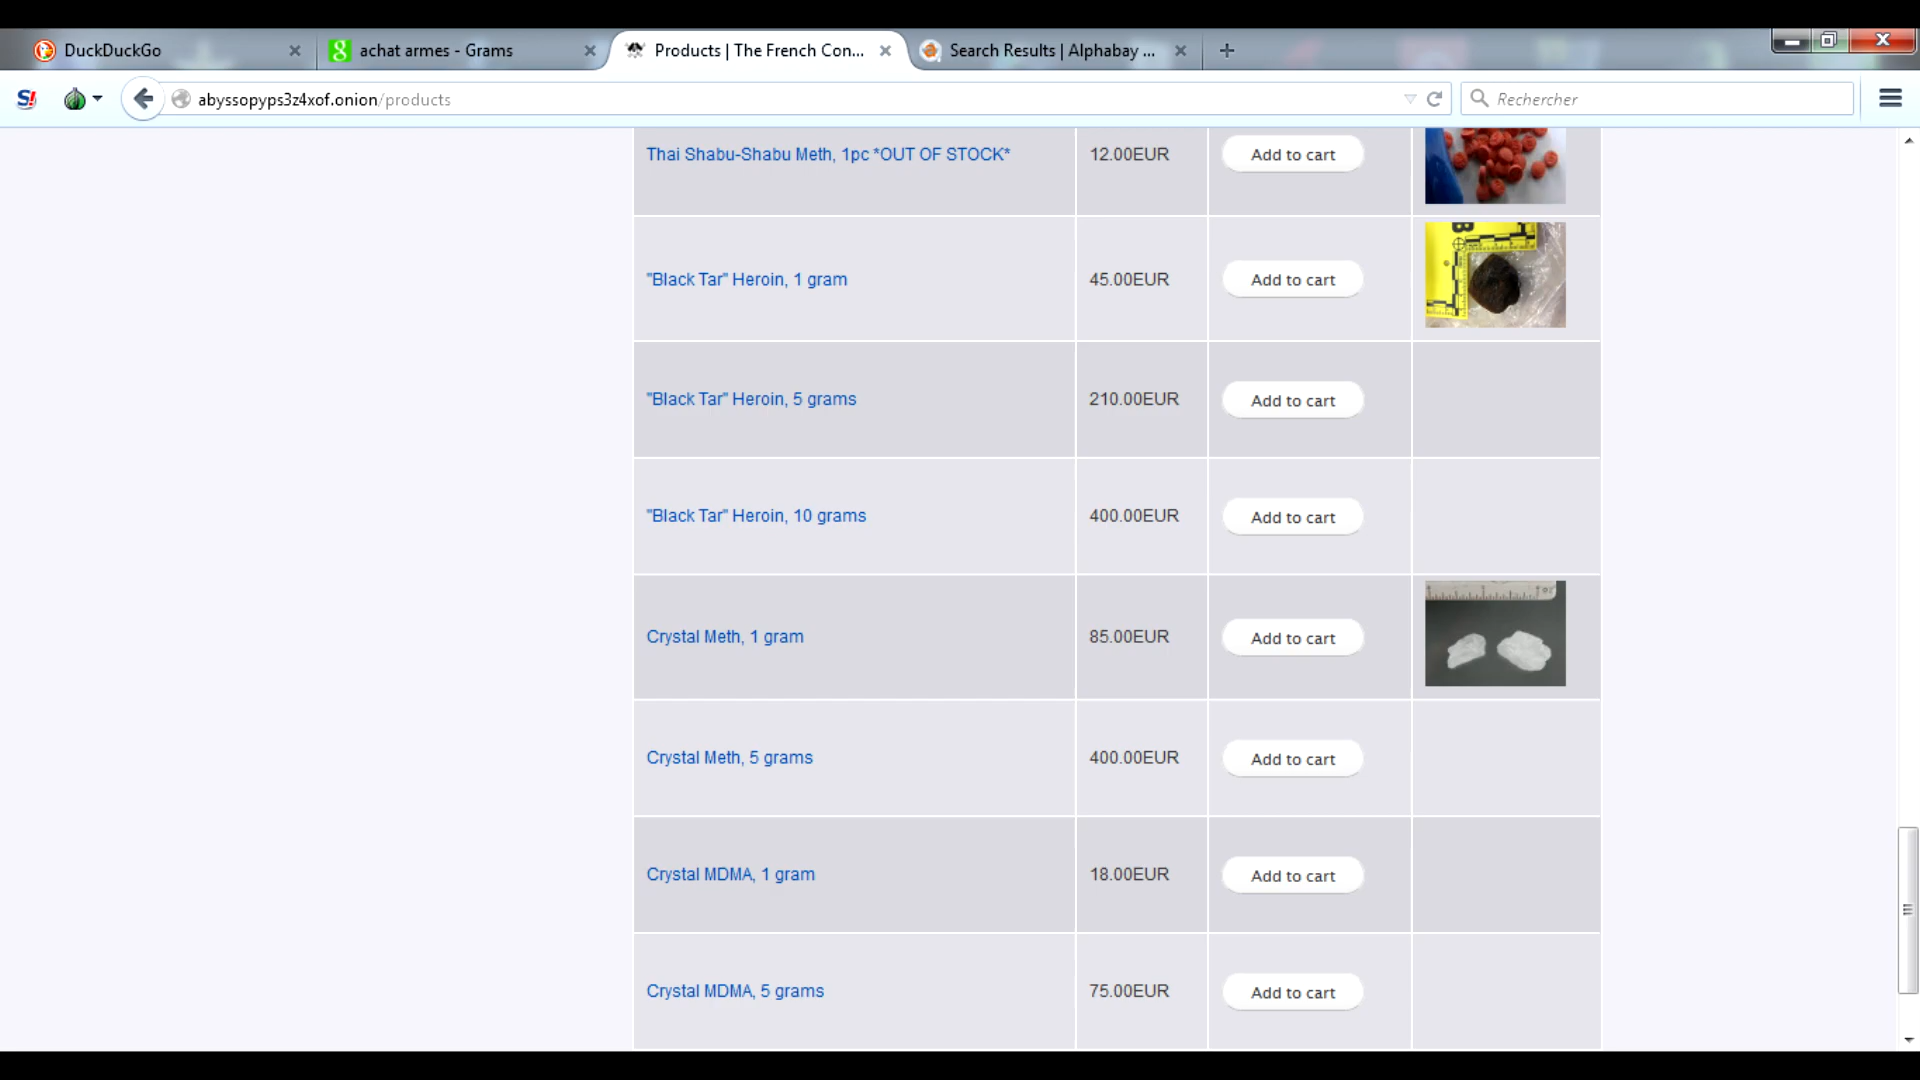 DuckDuckGo
achat armes - Grams
Products | The French Con...
Search Results | Alphabay ...
abyssopyps3z4xof.onion/products
Rechercher
Thai Shabu-Shabu Meth, 1pc *OUT OF STOCK* 12.00EUR Add to cart
"Black Tar" Heroin, 1 gram 45.00EUR Add to cart
"Black Tar" Heroin, 5 grams 210.00EUR Add to cart
"Black Tar" Heroin, 10 grams 400.00EUR Add to cart
Crystal Meth, 1 gram 85.00EUR Add to cart
Crystal Meth, 5 grams 400.00EUR Add to cart
Crystal MDMA, 1 gram 18.00EUR Add to cart
Crystal MDMA, 5 grams 75.00EUR Add to cart